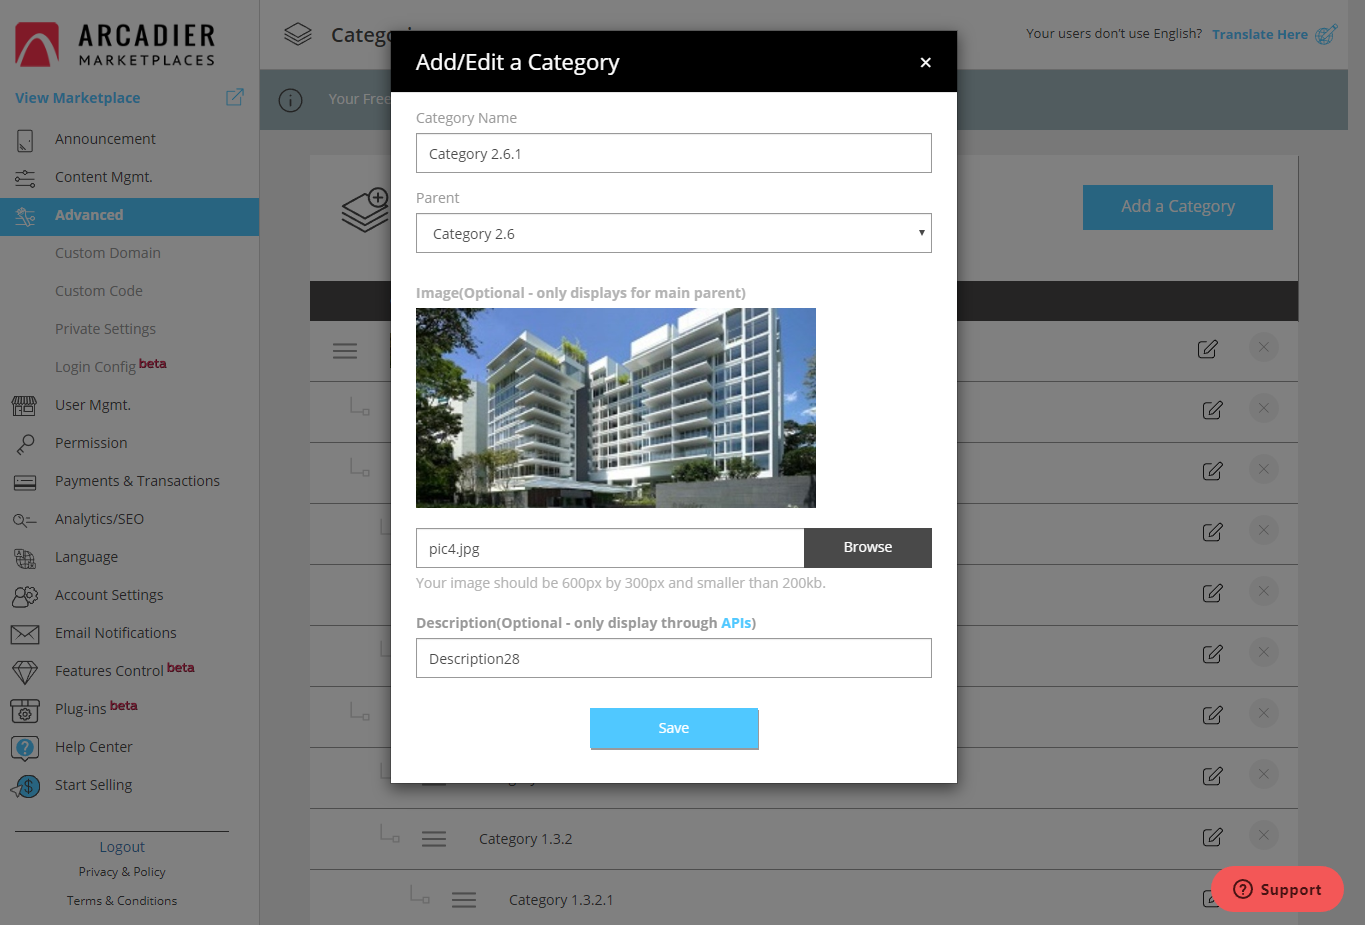 ARCADIER
MARKETPLACES
View Marketplace
Announcement
Content Mgmt.
Advanced
Custom Domain
Custom Code
Private Settings
Login Config beta
User Mgmt.
Permission
Payments & Transactions
Analytics/SEO
Language
Account Settings
Email Notifications
Features Control beta
Plug-ins beta
Help Center
Start Selling
Logout
Privacy & Policy
Terms & Conditions
Your users don't use English? Translate Here
Your Free
Add a Category
Add/Edit a Category ×
Category Name
Category 2.6.1
Parent
Category 2.6
Image(Optional - only displays for main parent)
pic4.jpg Browse
Your image should be 600px by 300px and smaller than 200kb.
Description(Optional - only display through APIs)
Description28
Save
Category 1.3.2
Category 1.3.2.1
Support